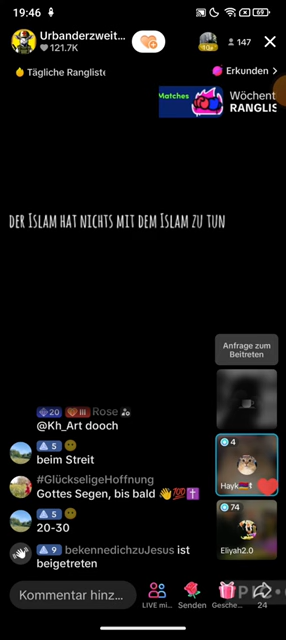 19:46
69
Urbanderzweit...
121.7K
147
Tägliche Rangliste
Erkunden
Matches
Wöchent
RANGLIS
DER ISLAM HAT NICHTS MIT DEM ISLAM ZU TUN
Anfrage zum
Beitreten
20 III Rose
@Kh_Art dooch
5
beim Streit
4
Hayk
#GlückseligeHoffnung
Gottes Segen, bis bald 👋💯✝️
5
20-30
74
Eliyah2.0
9 bekennedichzuJesus ist
beigetreten
Kommentar hinz...
LIVE mi...
Senden
Gesche...
24